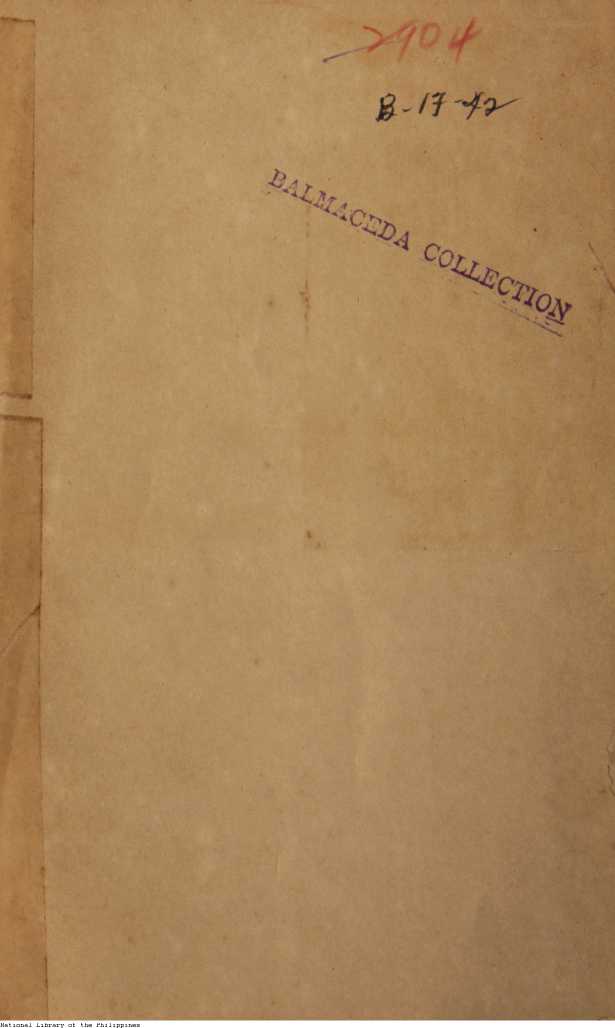 2904
B-17-42
BALMACEDA COLLECTION
National Library of the Philippines